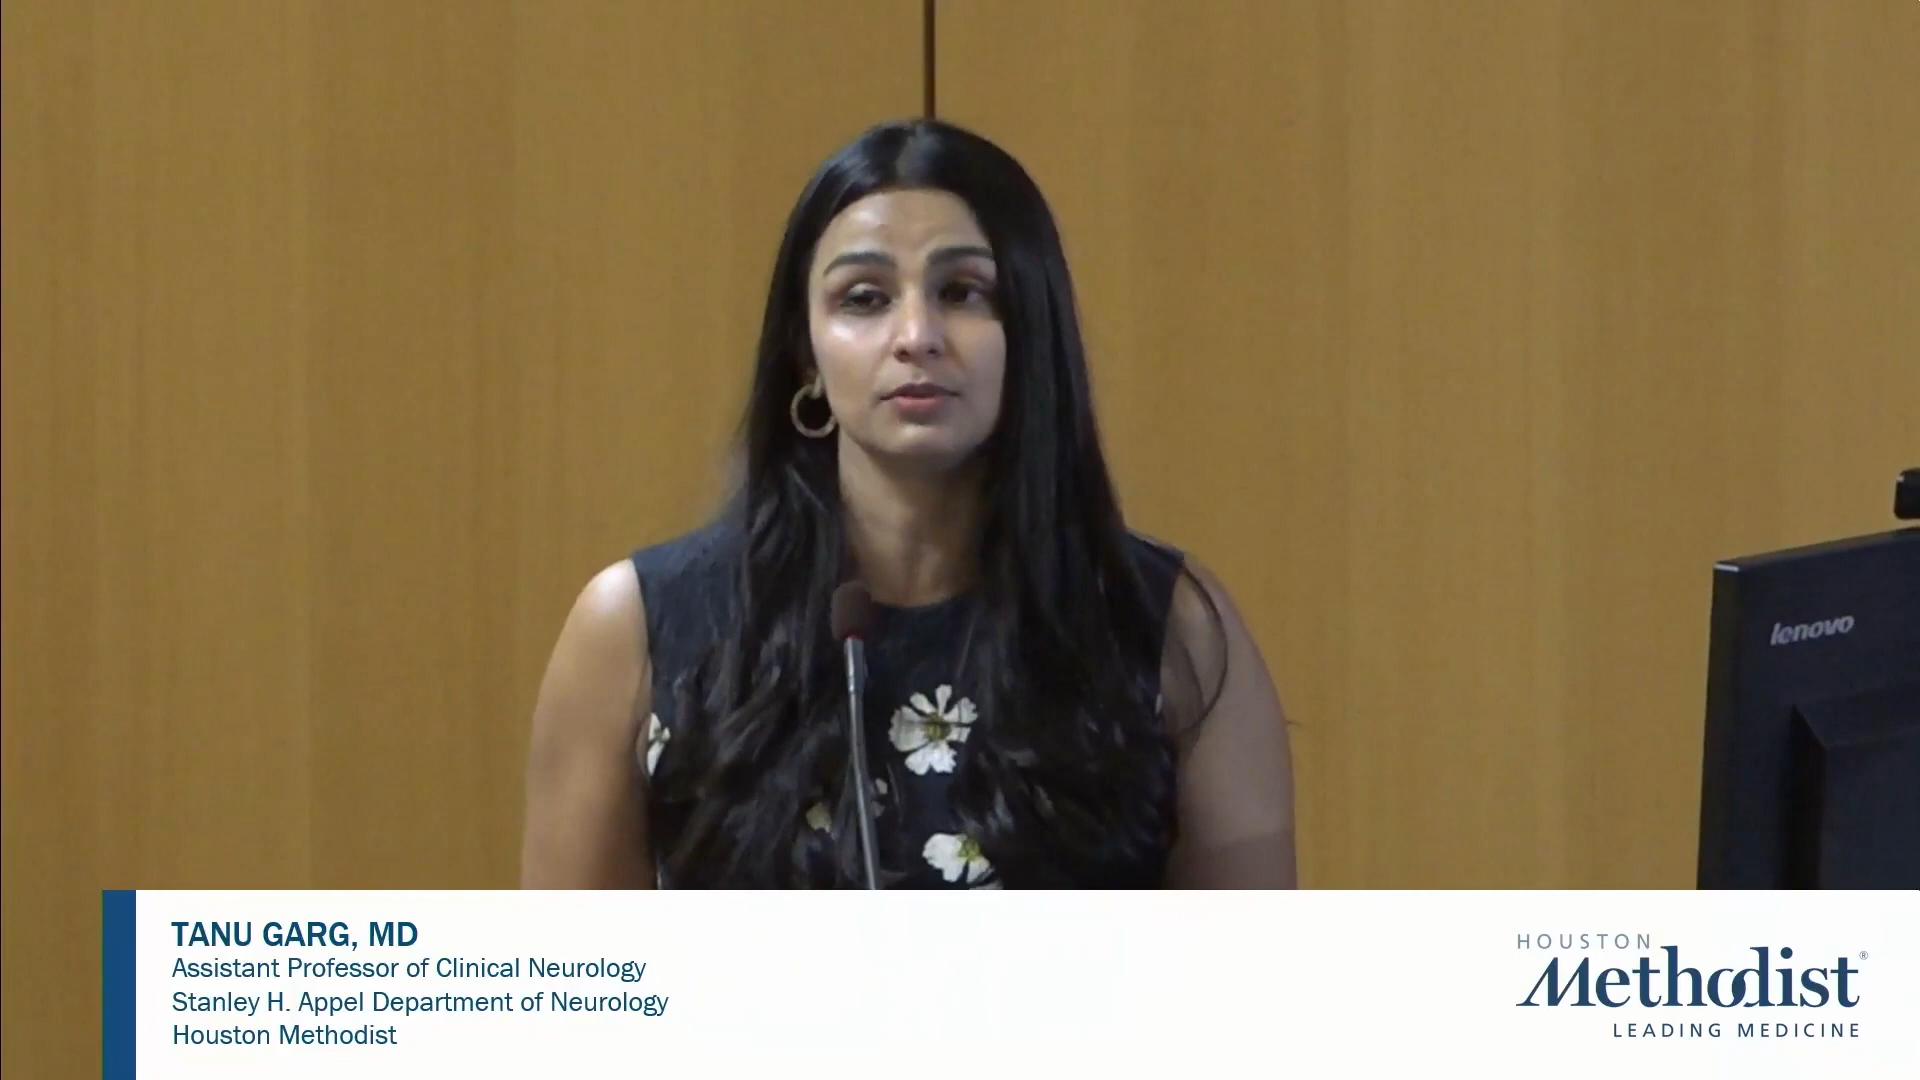 lenovo
TANU GARG, MD
Assistant Professor of Clinical Neurology
Stanley H. Appel Department of Neurology
Houston Methodist
HOUSTON
Methodist®
LEADING MEDICINE